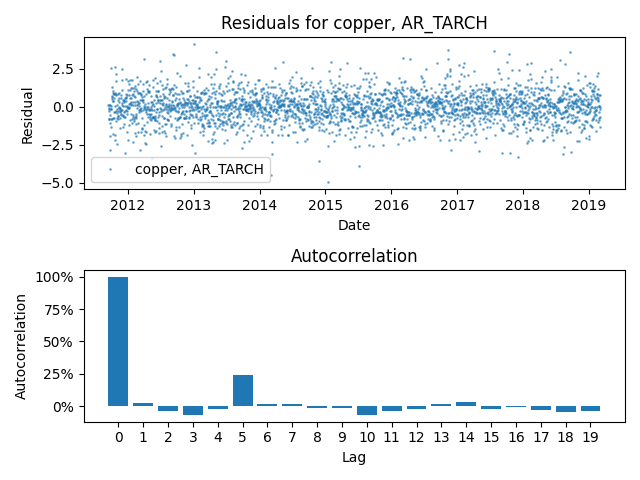 Residuals for copper, AR_TARCH
Residual
2.5
0.0
−2.5
−5.0
copper, AR_TARCH
2012 2013 2014 2015 2016 2017 2018 2019
Date
Autocorrelation
Autocorrelation
100%
75%
50%
25%
0%
0 1 2 3 4 5 6 7 8 9 10 11 12 13 14 15 16 17 18 19
Lag